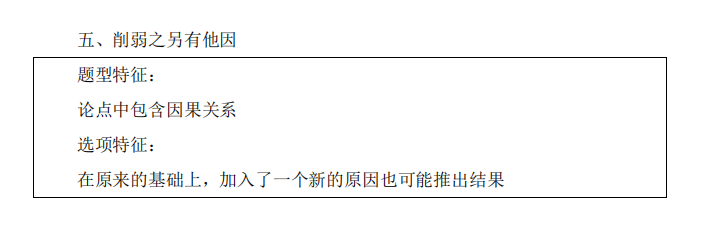 五、削弱之另有他因
题型特征：
论点中包含因果关系
选项特征：
在原来的基础上，加入了一个新的原因也可能推出结果